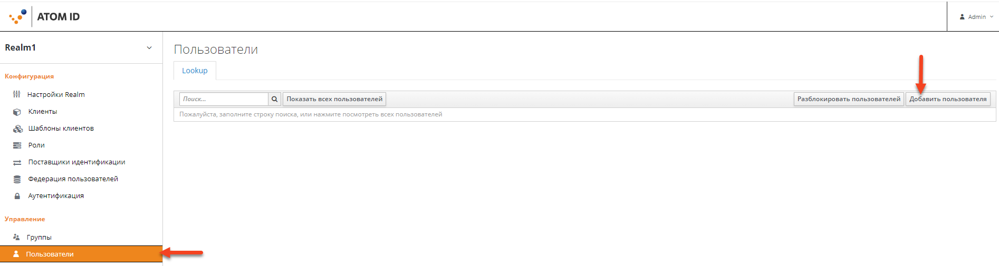 ATOM ID
Admin
Realm1
Конфигурация
Настройки Realm
Клиенты
Шаблоны клиентов
Роли
Поставщики идентификации
Федерация пользователей
Аутентификация
Управление
Группы
Пользователи
Пользователи
Lookup
Поиск... Показать всех пользователей Разблокировать пользователей Добавить пользователя
Пожалуйста, заполните строку поиска, или нажмите посмотреть всех пользователей